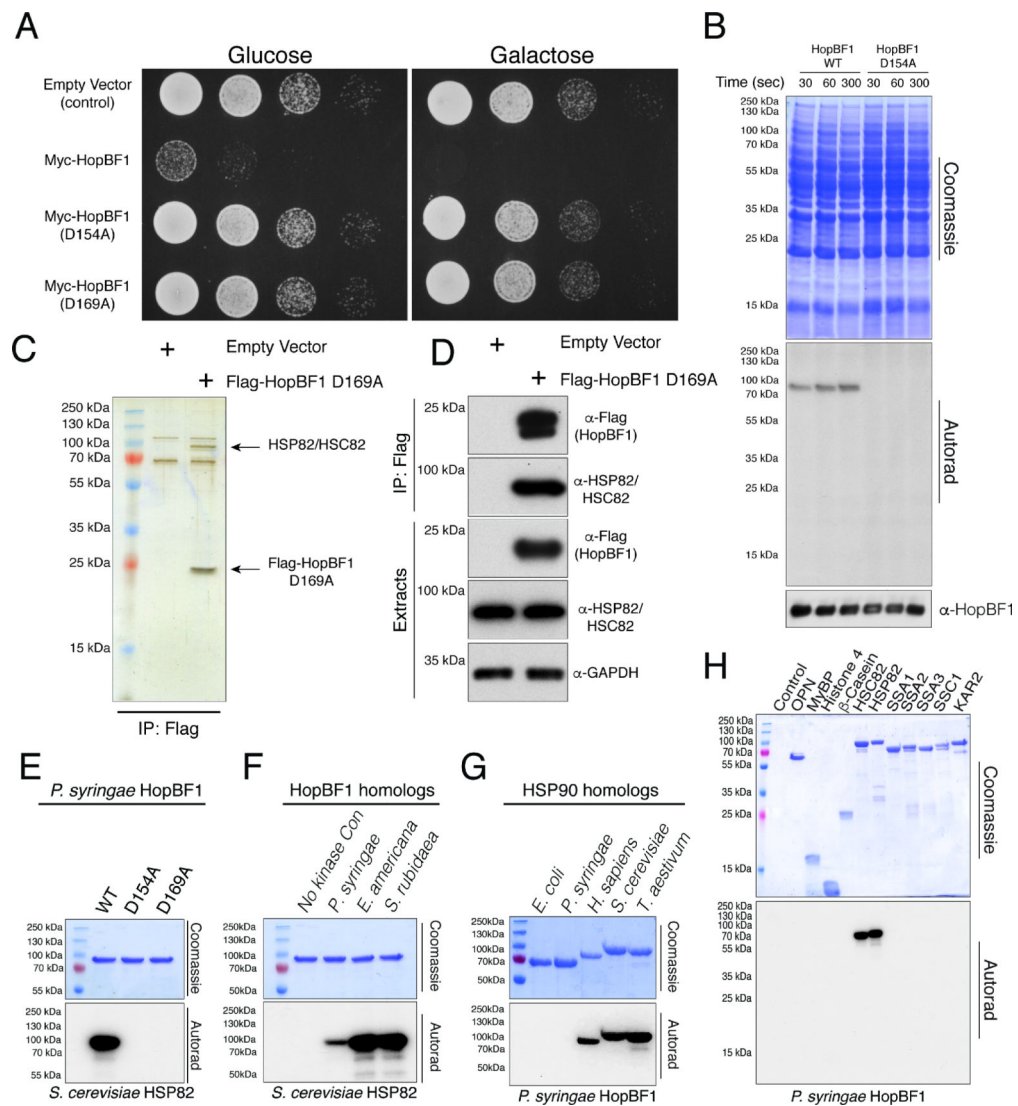 A
Glucose
Galactose
Empty Vector
(control)
Myc-HopBF1
Myc-HopBF1
(D154A)
Myc-HopBF1
(D169A)
B
HopBF1
WT
HopBF1
D154A
Time (sec)
30 60 300 30 60 300
250 kDa
130 kDa
100 kDa
70 kDa
55 kDa
35 kDa
25 kDa
15 kDa
Coomassie
250 kDa
130 kDa
100 kDa
70 kDa
55 kDa
35 kDa
25 kDa
15 kDa
Autorad
α-HopBF1
C
+ Empty Vector
+ Flag-HopBF1 D169A
250 kDa
130 kDa
100 kDa
70 kDa
55 kDa
35 kDa
25 kDa
15 kDa
HSP82/HSC82
Flag-HopBF1
D169A
IP: Flag
D
+ Empty Vector
+ Flag-HopBF1 D169A
IP: Flag
25 kDa
α-Flag
(HopBF1)
100 kDa
α-HSP82/
HSC82
Extracts
25 kDa
α-Flag
(HopBF1)
100 kDa
α-HSP82/
HSC82
35 kDa
α-GAPDH
E
P. syringae HopBF1
WT
D154A
D169A
250 kDa
130 kDa
100 kDa
70 kDa
55 kDa
Coomassie
250 kDa
130 kDa
100 kDa
70 kDa
55 kDa
Autorad
S. cerevisiae HSP82
F
HopBF1 homologs
No kinase Con
P. syringae
E. americana
S. rubidaea
250kDa
130 kDa
100 kDa
70kDa
55 kDa
Coomassie
250kDa
130 kDa
100 kDa
70kDa
50kDa
Autorad
S. cerevisiae HSP82
G
HSP90 homologs
E. coli
P. syringae
H. sapiens
S. cerevisiae
T. aestivum
250kDa
130kDa
100kDa
70kDa
50kDa
Coomassie
250kDa
130kDa
100kDa
70kDa
50kDa
Autorad
P. syringae HopBF1
H
Control
OPN
MyBP
Histone 4
β-Casein
HSC82
HSP82
SSA1
SSA2
SSA3
SSC1
KAR2
250 kDa
130 kDa
100 kDa
70 kDa
55 kDa
35 kDa
25 kDa
15 kDa
Coomassie
250 kDa
130 kDa
100 kDa
70 kDa
55 kDa
35 kDa
25 kDa
15 kDa
Autorad
P. syringae HopBF1